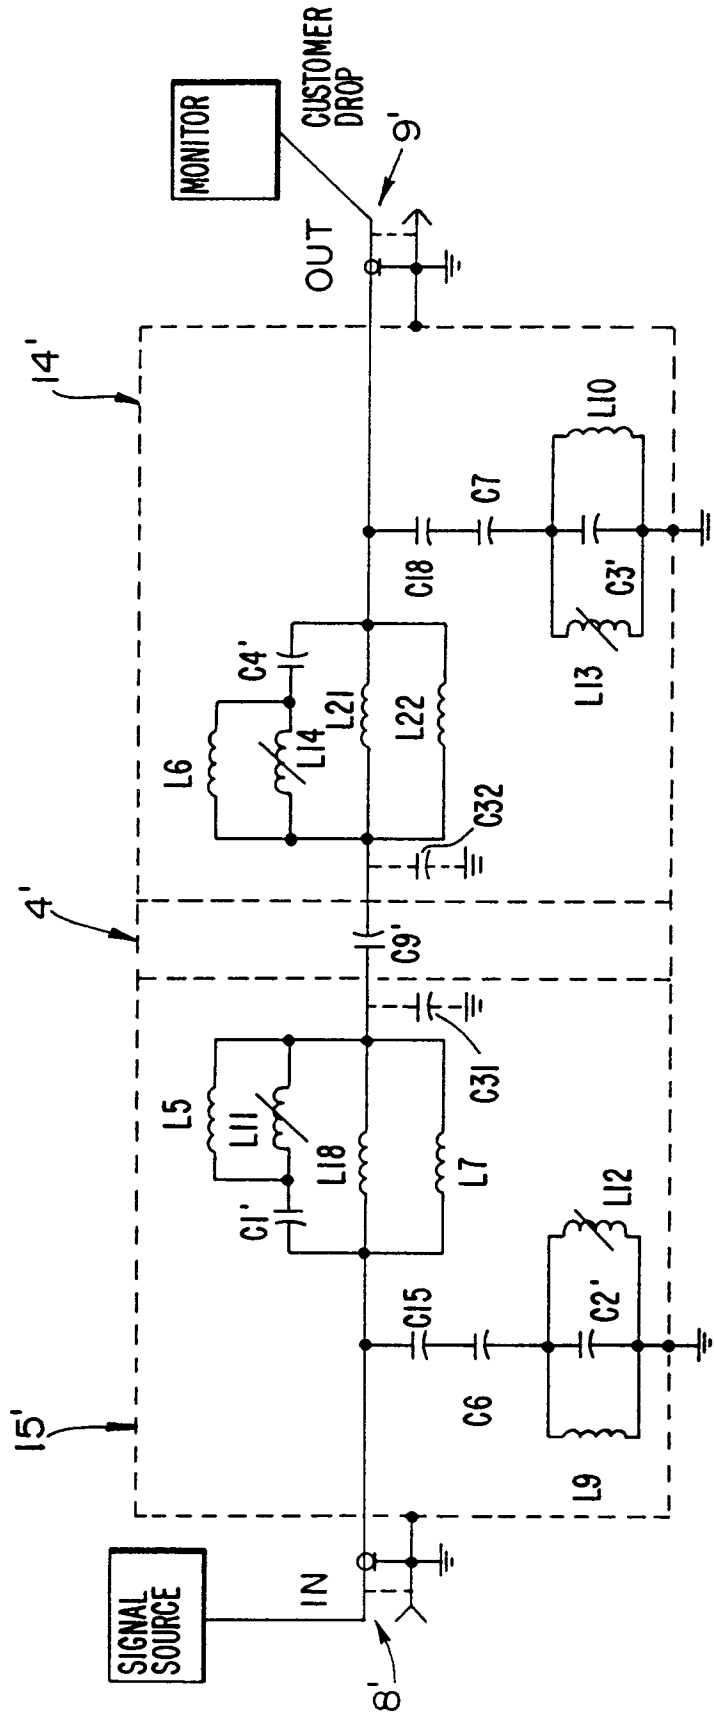 SIGNAL
SOURCE
IN
8'
15'
C15
C6
L9
C2'
L12
C1'
L5
L11
L18
L7
C31
4'
C9'
C32
L6
L14
C4'
L21
L22
14'
C18
C7
L13
C3'
L10
OUT
9'
MONITOR
CUSTOMER
DROP